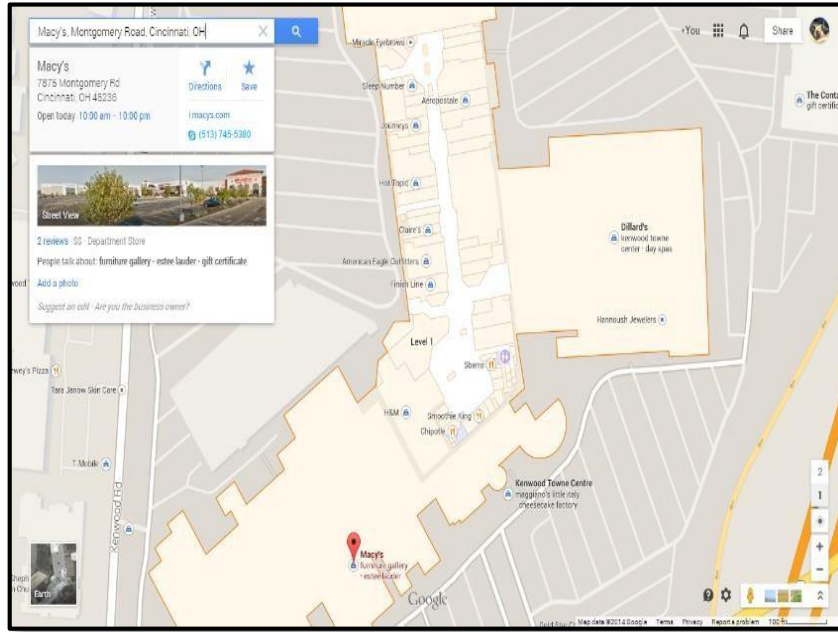 Macy's, Montgomery Road, Cincinnati, OH
+You
Share
Macy's
7875 Montgomery Rd
Cincinnati, OH 45236
Open today 10:00 am - 10:00 pm
Directions
Save
macys.com
(513) 745-5380
Street View
2 reviews · $$ · Department Store
People talk about: furniture gallery · estee lauder · gift certificate
Add a photo
Suggest an edit · Are you the business owner?
Miracle Eyebrows
Sleep Number
Aeropostale
Journeys
Hot Topic
Claire's
American Eagle Outfitters
Finish Line
Level 1
Sbarro
H&M
Smoothie King
Chipotle
Dillard's
kenwood towne
center · day spas
Hannoush Jewelers
The Conta
gift certific
ewey's Pizza
Tara Janow Skin Care
T-Mobile
Kenwood Rd
Kenwood Towne Centre
maggiano's little italy
cheesecake factory
Macy's
furniture gallery
· estee lauder
Earth
Google
2
1
+
−
Map data ©2014 Google
Terms
Privacy
Report a problem
100 ft